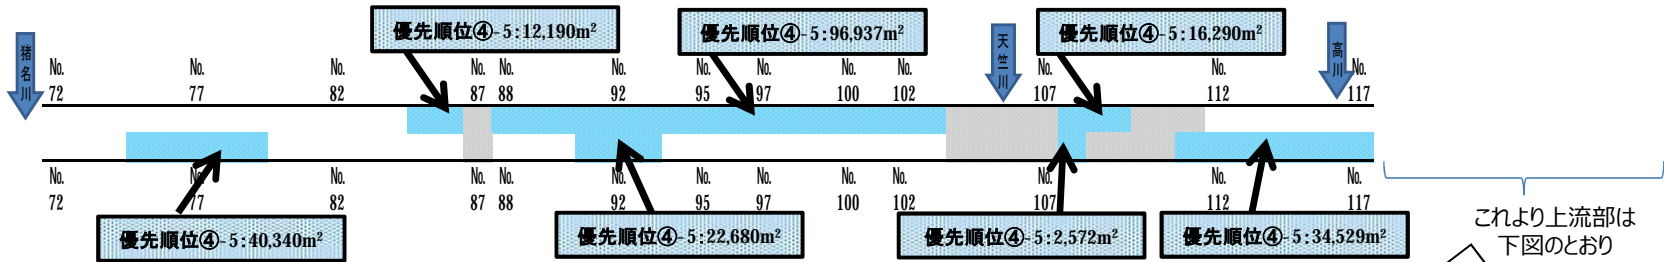 優先順位④-5:12,190m²
優先順位④-5:96,937m²
優先順位④-5:16,290m²
猪名川
天竺川
高川
No. No. No. No. No. No. No. No. No. No. No. No. No.
72 77 82 87 88 92 95 97 100 102 107 112 117
No. No. No. No. No. No. No. No. No. No. No. No. No.
72 77 82 87 88 92 95 97 100 102 107 112 117
優先順位④-5:40,340m²
優先順位④-5:22,680m²
優先順位④-5:2,572m²
優先順位④-5:34,529m²
これより上流部は
下図のとおり